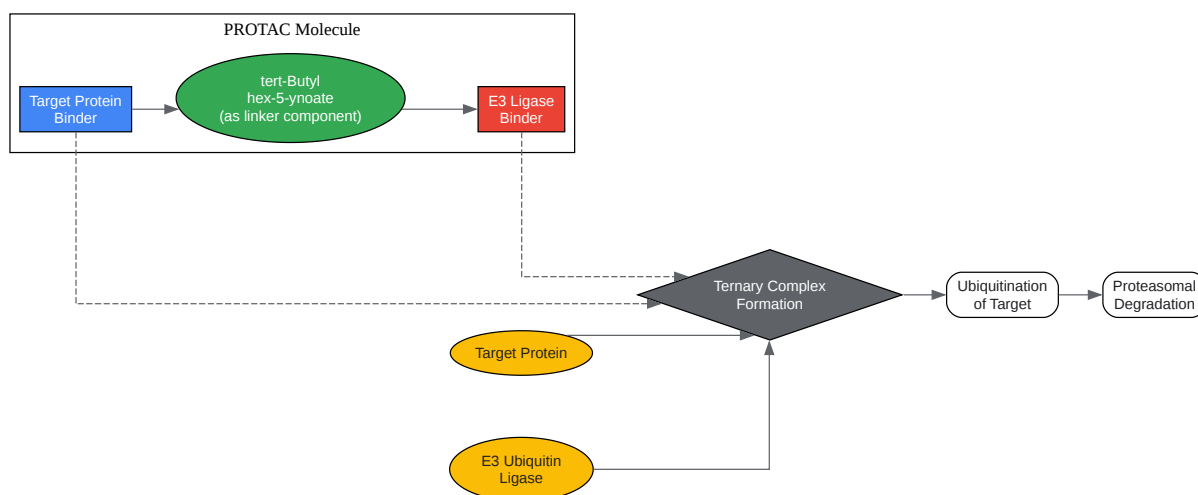 PROTAC Molecule
Target Protein
Binder
tert-Butyl
hex-5-ynoate
(as linker component)
E3 Ligase
Binder
Ternary Complex
Formation
Ubiquitination
of Target
Proteasomal
Degradation
Target Protein
E3 Ubiquitin
Ligase